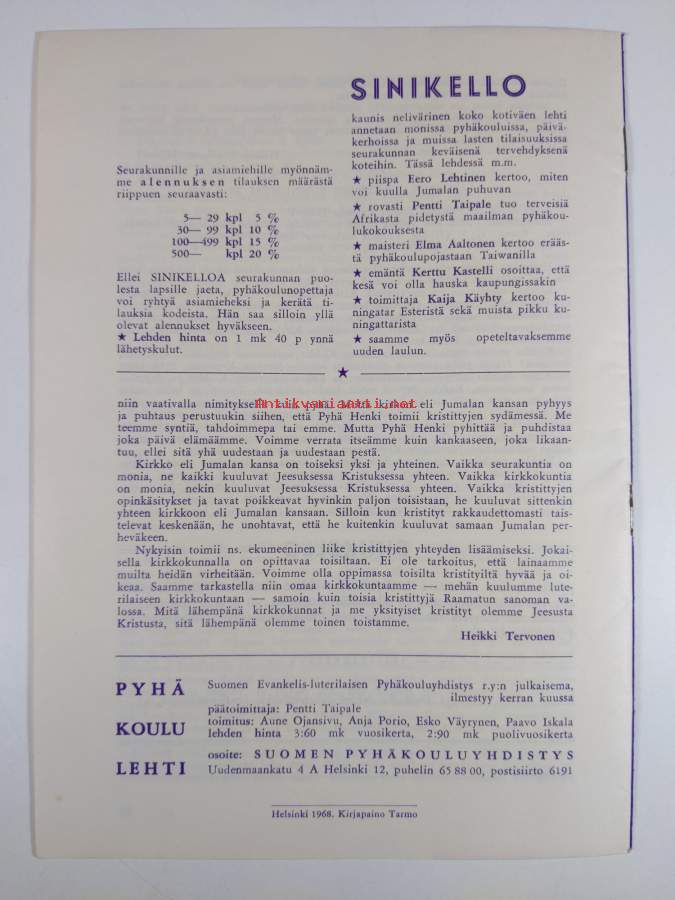 SINIKELLO
kaunis nelivärinen koko kotiväen lehti
annetaan monissa pyhäkouluissa, päivä-
kerhoissa ja muissa lasten tilaisuuksissa
seurakunnan keväisenä tervehdyksenä
koteihin. Tässä lehdessä m.m.
★ piispa Eero Lehtinen kertoo, miten
voi kuulla Jumalan puhuvan
★ rovasti Pentti Taipale tuo terveisiä
Afrikasta pidetystä maailman pyhäkou-
lukokouksesta
★ maisteri Elma Aaltonen kertoo eräås-
tä pyhäkoulupojastaan Taiwanilla
★ emäntä Kerttu Kastelli osoittaa, että
kesä voi olla hauska kaupungissakin
★ toimittaja Kaija Käyhty kertoo ku-
ningatar Esteristä sekä muista pikku ku-
ningattarista
★ saamme myös opeteltavaksemme
uuden laulun.
Seurakunnille ja asiamiehille myönnäm-
me alennuksen tilauksen määrästä
riippuen seuraavasti:
5— 29 kpl 5 %
30— 99 kpl 10 %
100—499 kpl 15 %
500— kpl 20 %
Ellei SINIKELLOA seurakunnan puo-
lesta lapsille jaeta, pyhäkoulunopettaja
voi ryhtyä asiamieheksi ja kerätä ti-
lauksia kodeista. Hän saa silloin yllä
olevat alennukset hyväkseen.
★ Lehden hinta on 1 mk 40 p ynnä
lähetyskulut.
★
niin vaativalla nimityksellä kuin pyhä. Mutta kirkon eli Jumalan kansan pyhyys
Antikvariantti.net
ja puhtaus perustuukin siihen, että Pyhä Henki toimii kristittyjen sydämessä. Me
teemme syntiä, tahdoimmepa tai emme. Mutta Pyhä Henki pyhittää ja puhdistaa
joka päivä elämäämme. Voimme verrata itseämme kuin kankaaseen, joka likaan-
tuu, ellei sitä yhä uudestaan ja uudestaan pestä.
Kirkko eli Jumalan kansa on toiseksi yksi ja yhteinen. Vaikka seurakuntia on
monia, ne kaikki kuuluvat Jeesuksessa Kristuksessa yhteen. Vaikka kirkkokuntia
on monia, nekin kuuluvat Jeesuksessa Kristuksessa yhteen. Vaikka kristittyjen
opinkäsitykset ja tavat poikkeavat hyvinkin paljon toisistaan, he kuuluvat sittenkin
yhteen kirkkoon eli Jumalan kansaan. Silloin kun kristityt rakkaudettomasti tais-
televat keskenään, he unohtavat, että he kuitenkin kuuluvat samaan Jumalan per-
heväkeen.
Nykyisin toimii ns. ekumeeninen liike kristittyjen yhteyden lisäämiseksi. Jokai-
sella kirkkokunnalla on opittavaa toisiltaan. Ei ole tarkoitus, että lainaamme
muilta heidän virheitään. Voimme olla oppimassa toisilta kristityiltä hyvää ja oi-
keaa. Saamme tarkastella niin omaa kirkkokuntaamme — mehän kuulumme lute-
rilaiseen kirkkokuntaan — samoin kuin toisia kristittyjä Raamatun sanoman va-
lossa. Mitä lähempänä kirkkokunnat ja me yksityiset kristityt olemme Jeesusta
Kristusta, sitä lähempänä olemme toinen toistamme.
Heikki Tervonen
PYHÄ
KOULU
LEHTI
Suomen Evankelis-luterilaisen Pyhäkouluyhdistys r.y:n julkaisema,
ilmestyy kerran kuussa
päätoimittaja: Pentti Taipale
toimitus: Aune Ojansivu, Anja Porio, Esko Väyrynen, Paavo Iskala
lehden hinta 3:60 mk vuosikerta, 2:90 mk puolivuosikerta
osoite: SUOMEN PYHÄKOULUYHDISTYS
Uudenmaankatu 4 A Helsinki 12, puhelin 65 88 00, postisiirto 6191
Helsinki 1968. Kirjapaino Tarmo